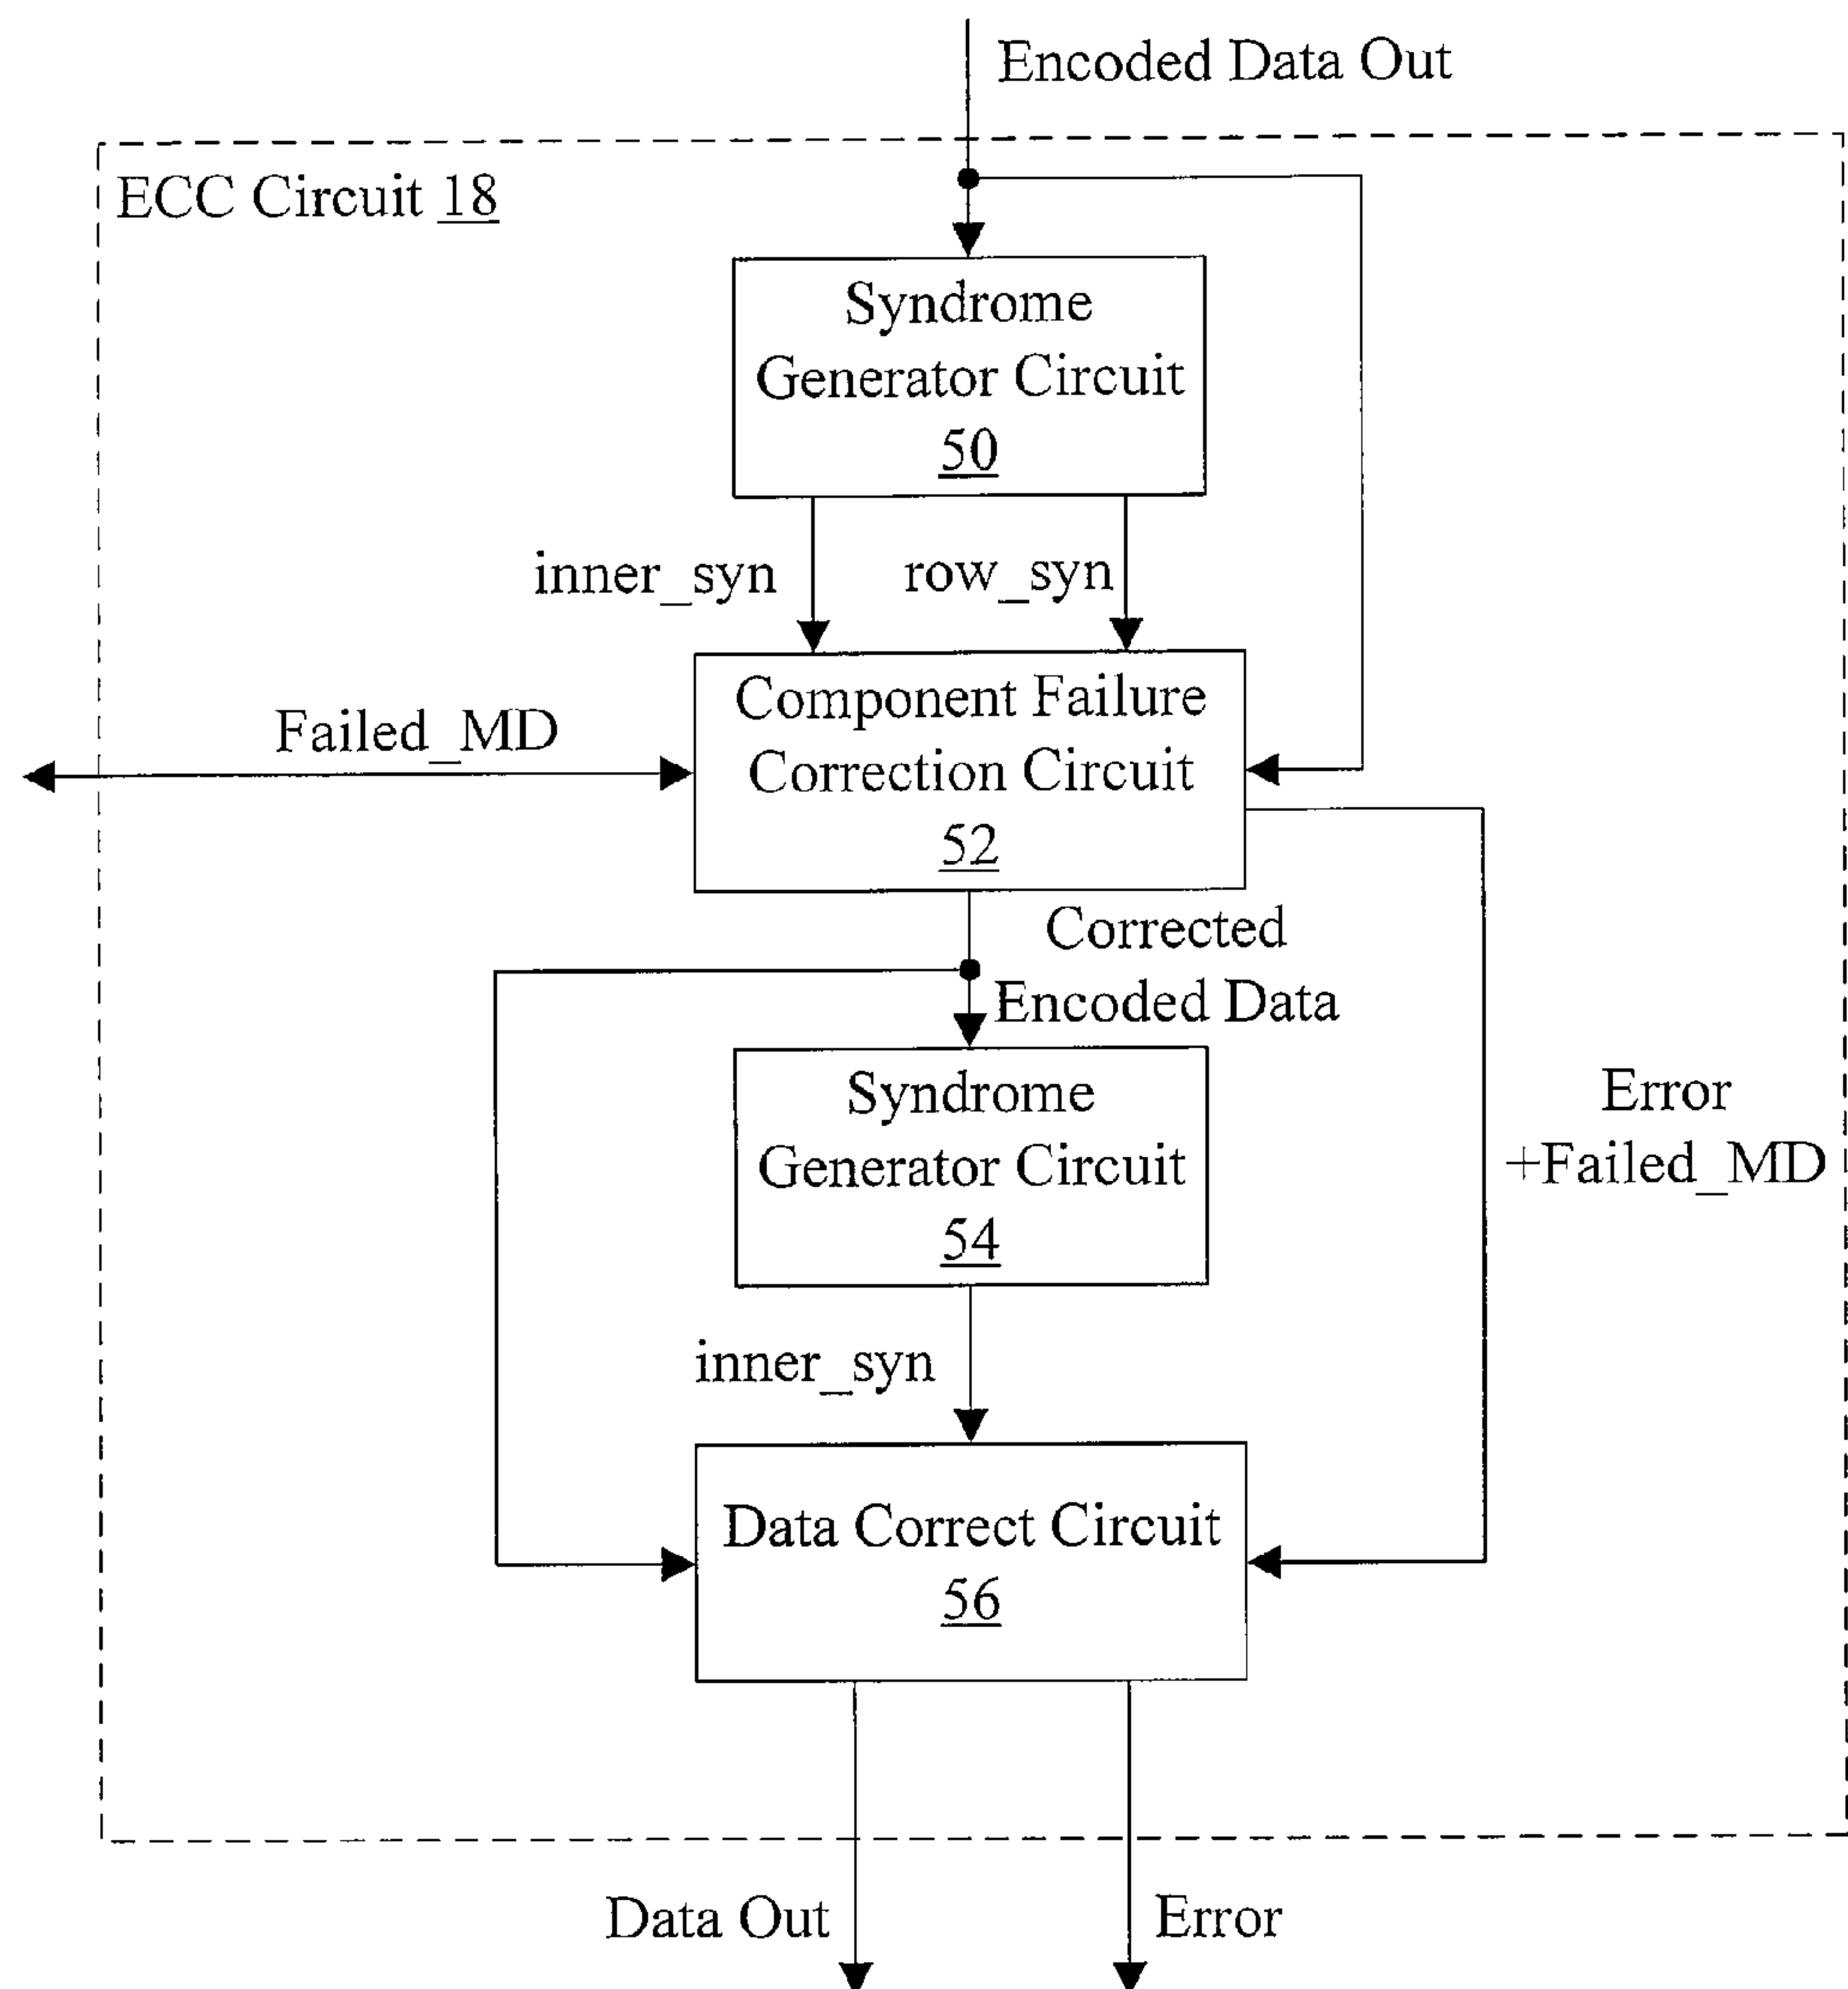 Encoded Data Out
ECC Circuit 18
Syndrome
Generator Circuit
50
inner_syn
row_syn
Failed_MD
Component Failure
Correction Circuit
52
Corrected
Encoded Data
Syndrome
Generator Circuit
54
Error
+Failed_MD
inner_syn
Data Correct Circuit
56
Data Out
Error